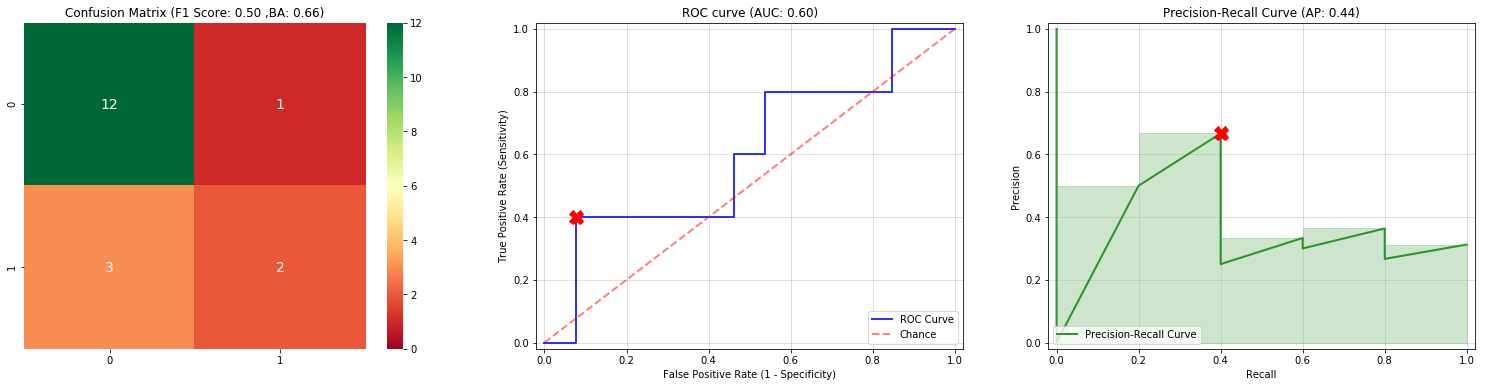 Confusion Matrix (F1 Score: 0.50 ,BA: 0.66)
0
1
12
1
3
2
0
1
12
10
8
6
4
2
0
ROC curve (AUC: 0.60)
True Positive Rate (Sensitivity)
1.0
0.8
0.6
0.4
0.2
0.0
ROC Curve
Chance
0.0 0.2 0.4 0.6 0.8 1.0
False Positive Rate (1 - Specificity)
Precision-Recall Curve (AP: 0.44)
Precision
1.0
0.8
0.6
0.4
0.2
0.0
Precision-Recall Curve
0.0 0.2 0.4 0.6 0.8 1.0
Recall